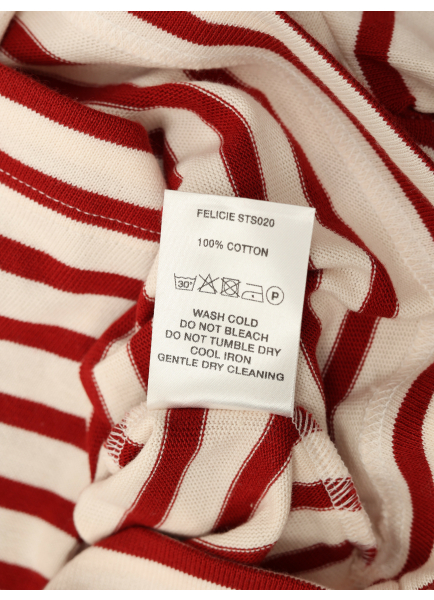 FELICIE STS020
100% COTTON
30° P
WASH COLD
DO NOT BLEACH
DO NOT TUMBLE DRY
COOL IRON
GENTLE DRY CLEANING